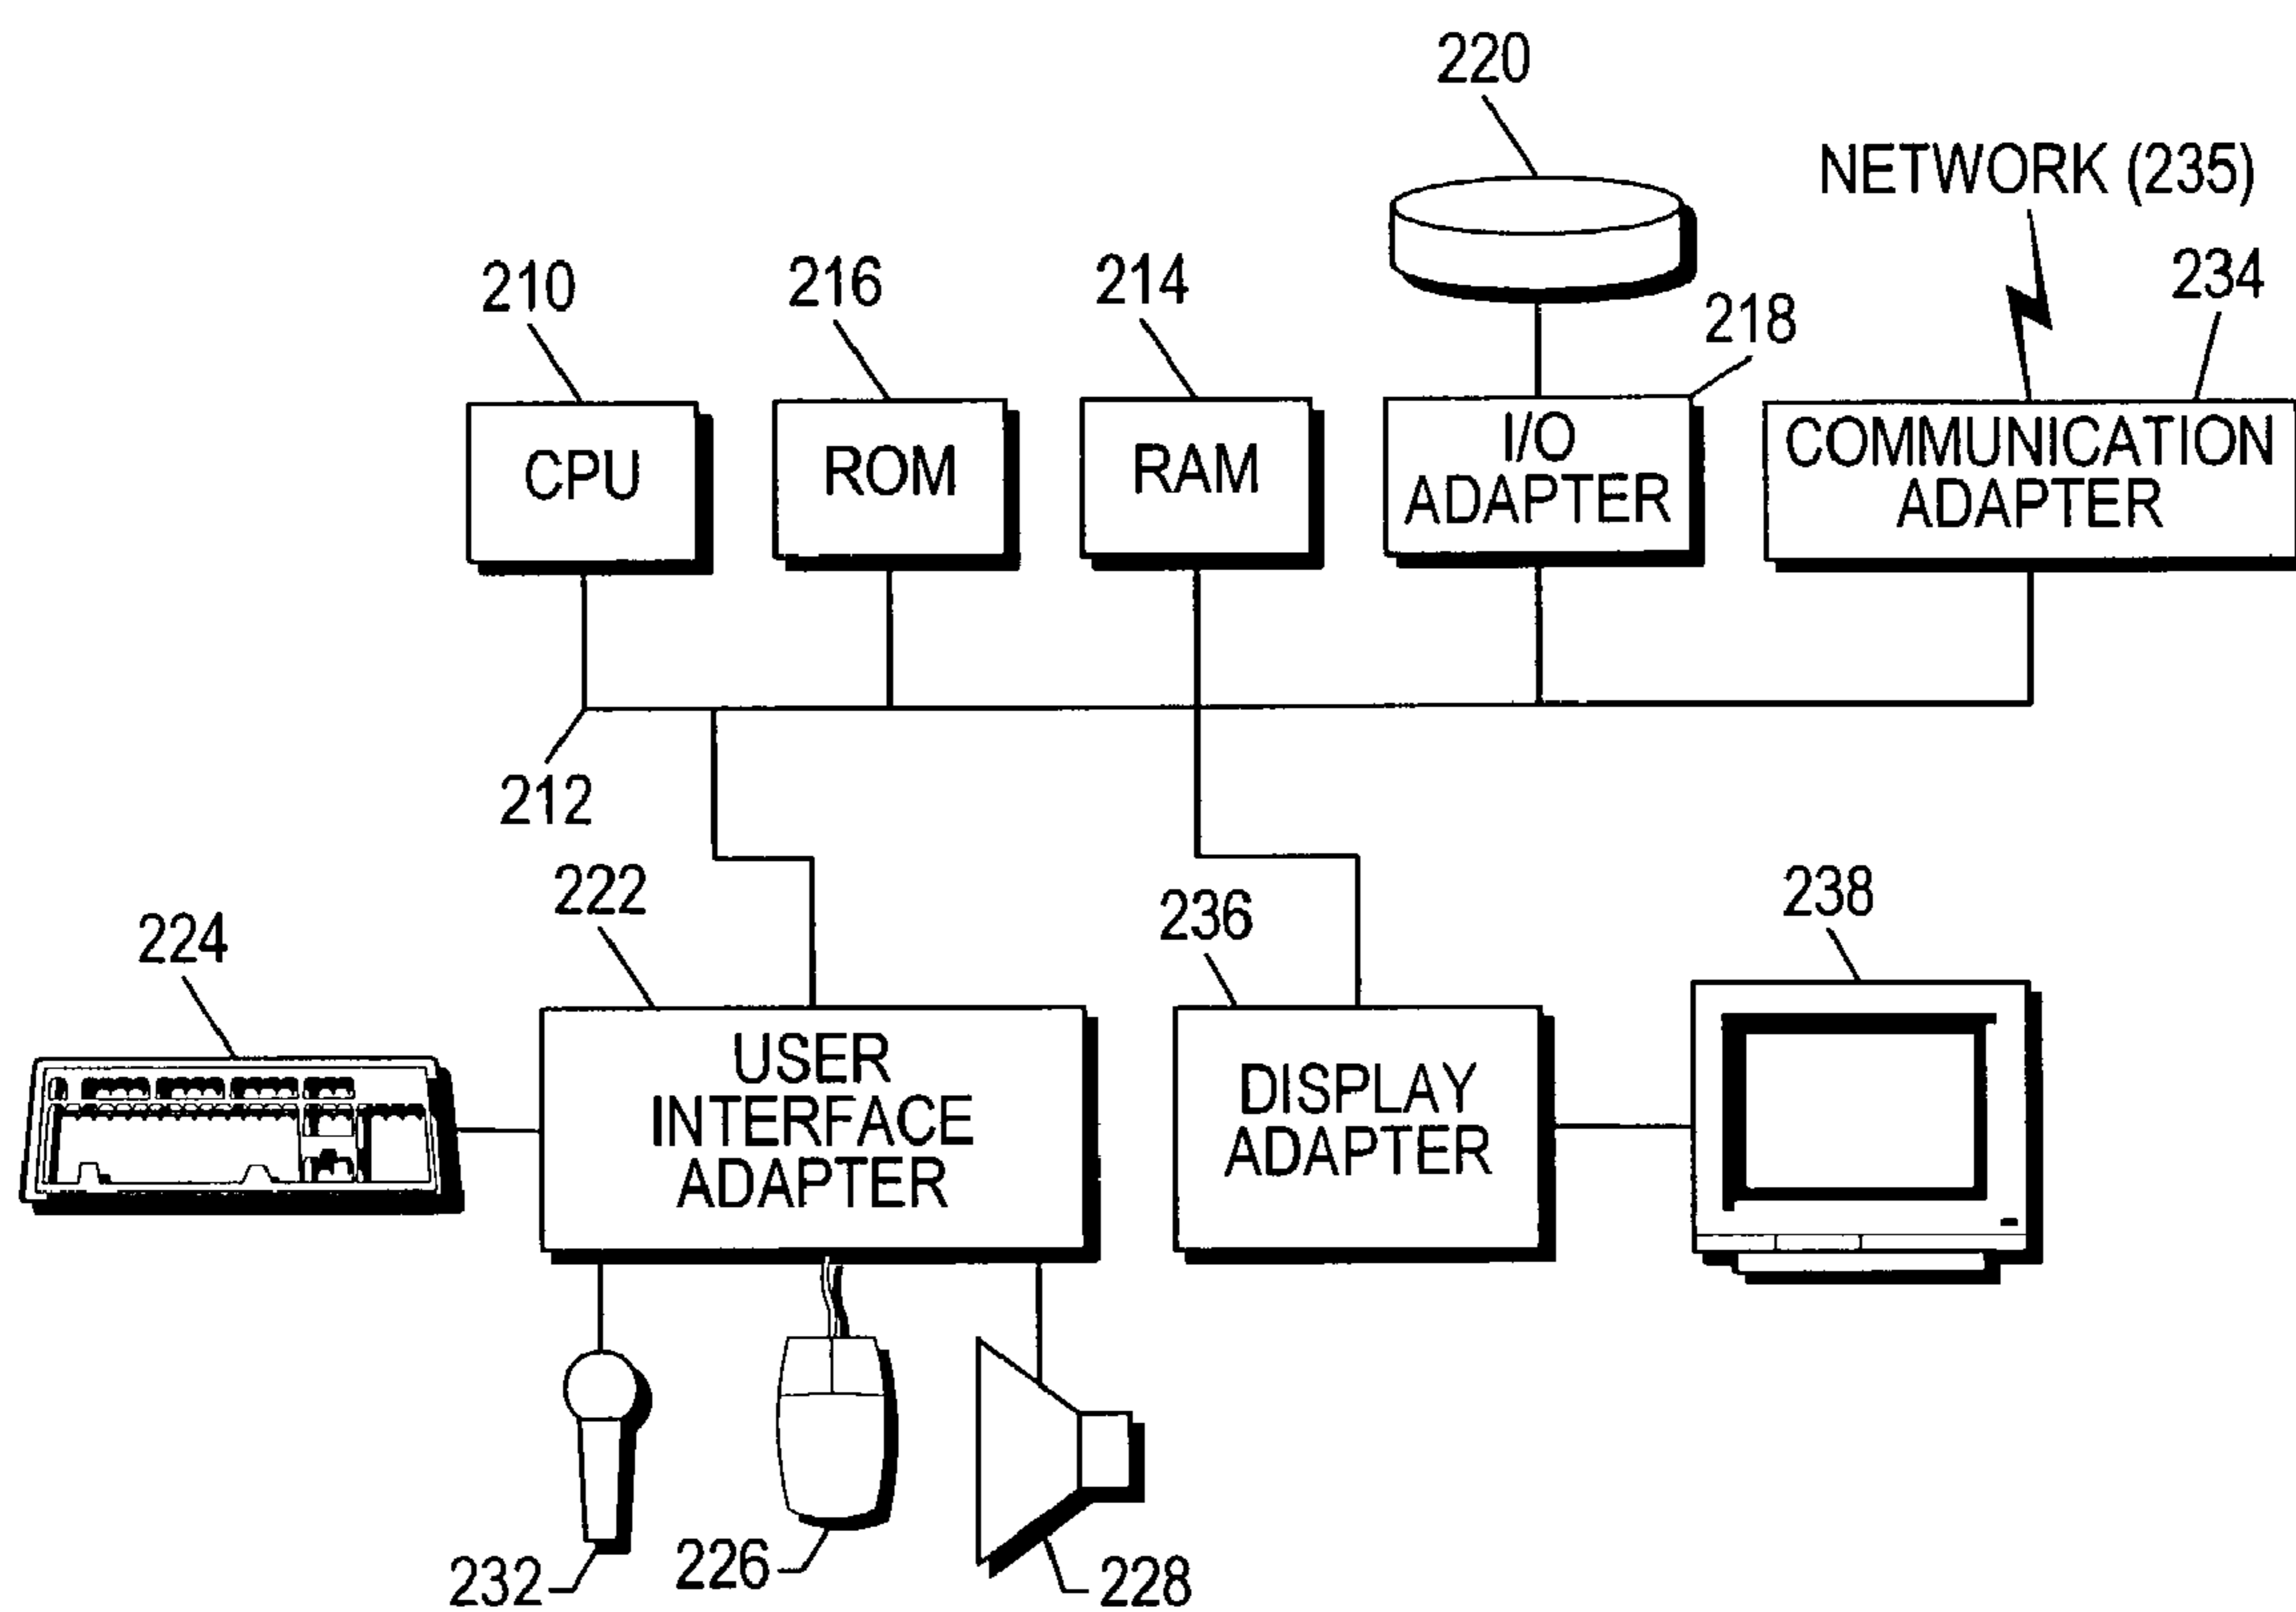 220
NETWORK (235)
210
216
214
218
234
CPU
ROM
RAM
I/O
ADAPTER
COMMUNICATION
ADAPTER
212
222
236
238
224
USER
INTERFACE
ADAPTER
DISPLAY
ADAPTER
232
226
228